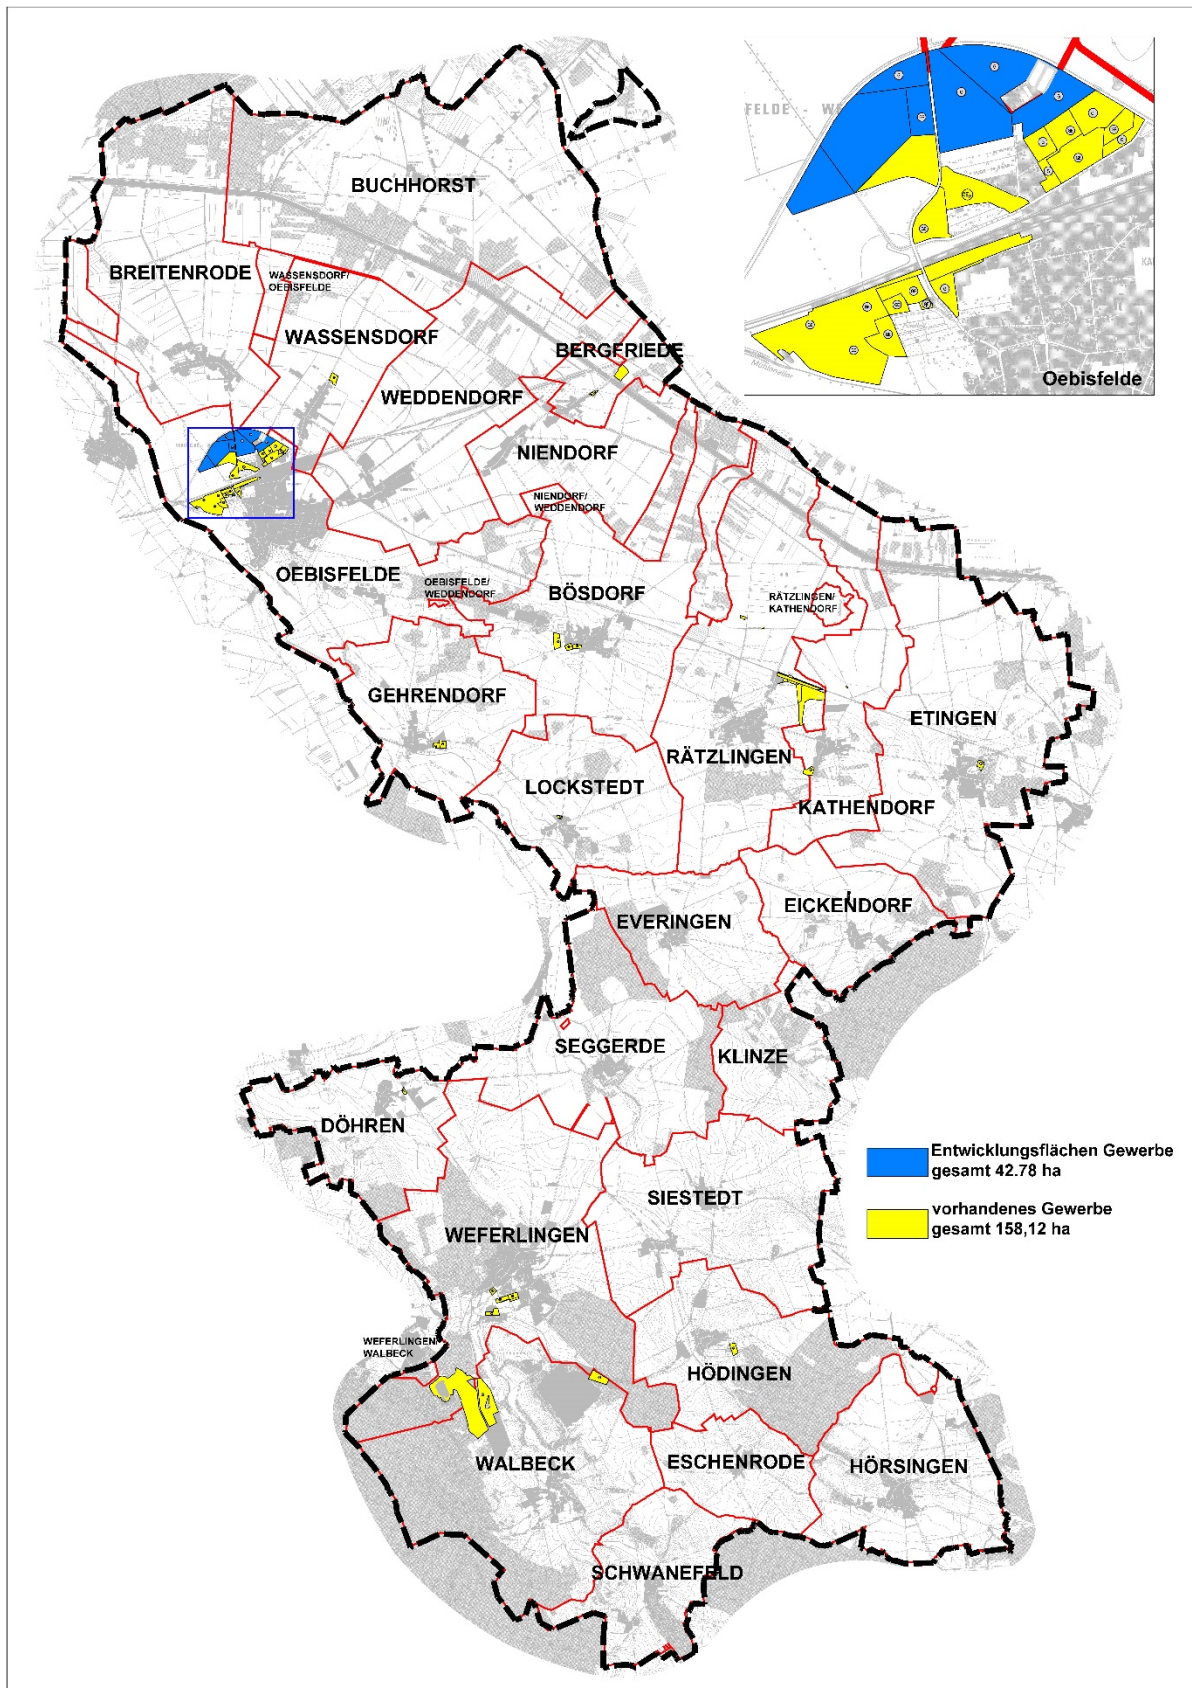 FELDE - W
Oebisfelde
BUCHHORST
BREITENRODE
WASSENSDORF/
OEBISFELDE
WASSENSDORF
BERGFRIEDE
WEDDENDORF
NIENDORF
NIENDORF/
WEDDENDORF
OEBISFELDE
OEBISFELDE/
WEDDENDORF
BÖSDORF
RÄTZLINGEN/
KATHENDORF
GEHRENDORF
ETINGEN
RÄTZLINGEN
LOCKSTEDT
KATHENDORF
EICKENDORF
EVERINGEN
SEGGERDE
KLINZE
DÖHREN
Entwicklungsflächen Gewerbe
gesamt 42.78 ha
SIESTEDT
vorhandenes Gewerbe
gesamt 158,12 ha
WEFERLINGEN
WEFERLINGEN/
WALBECK
HÖDINGEN
WALBECK
ESCHENRODE
HÖRSINGEN
SCHWANEFELD